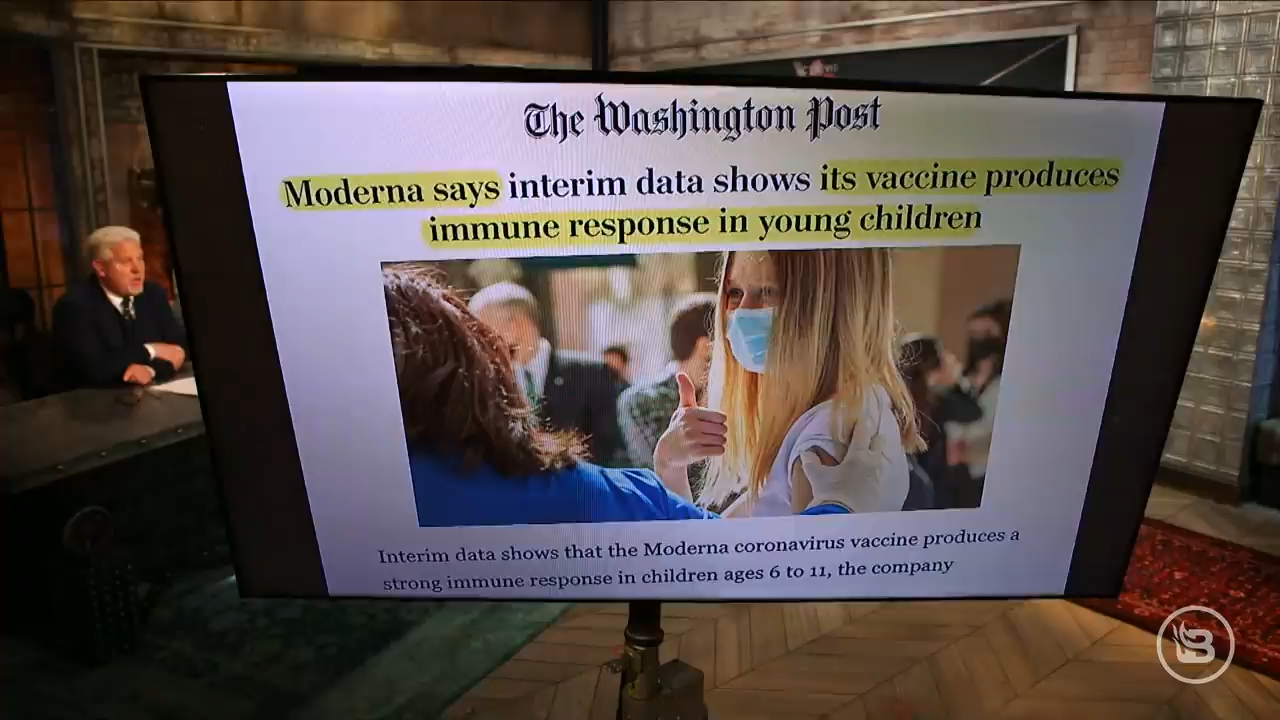 The Washington Post
Moderna says interim data shows its vaccine produces
immune response in young children
Interim data shows that the Moderna coronavirus vaccine produces a
strong immune response in children ages 6 to 11, the company
B